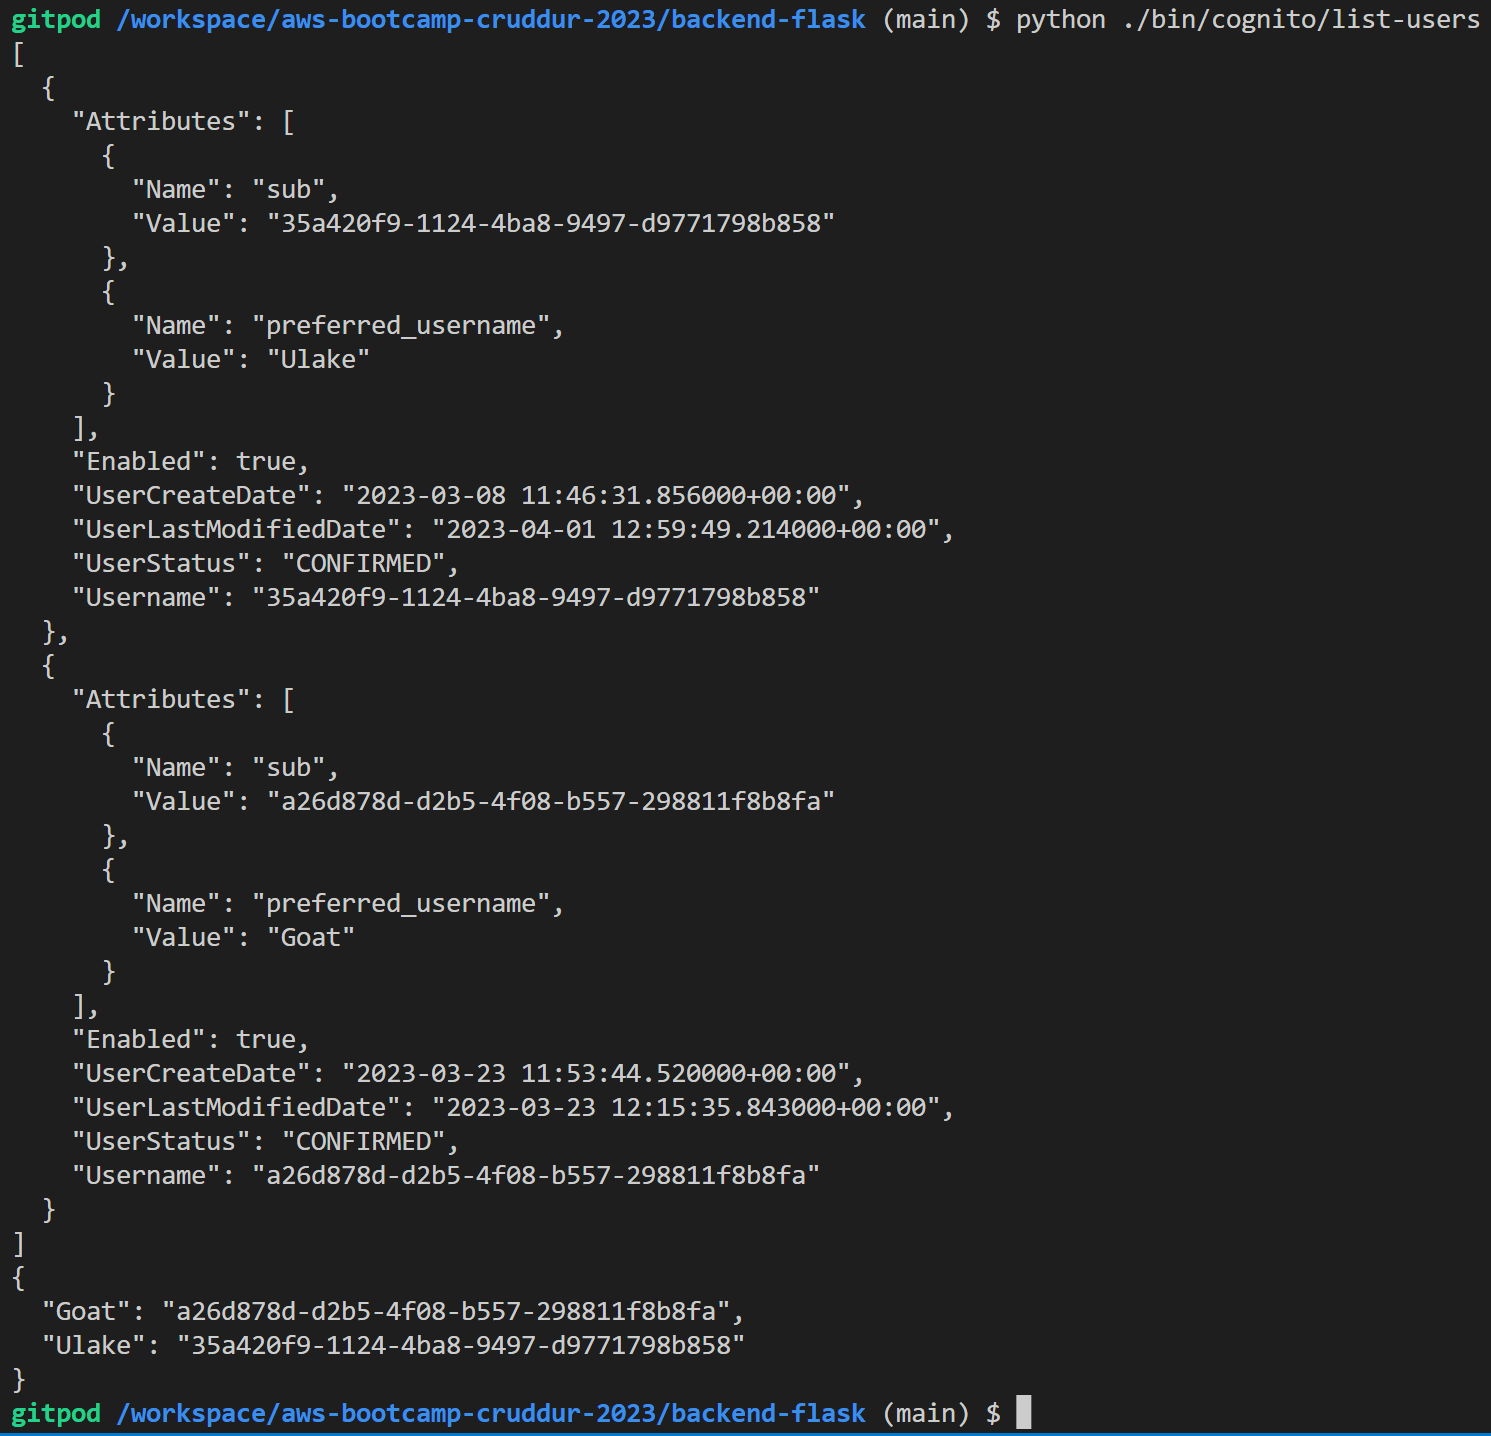 gitpod /workspace/aws-bootcamp-cruddur-2023/backend-flask (main) $ python ./bin/cognito/list-users
[
  {
    "Attributes": [
      {
        "Name": "sub",
        "Value": "35a420f9-1124-4ba8-9497-d9771798b858"
      },
      {
        "Name": "preferred_username",
        "Value": "Ulake"
      }
    ],
    "Enabled": true,
    "UserCreateDate": "2023-03-08 11:46:31.856000+00:00",
    "UserLastModifiedDate": "2023-04-01 12:59:49.214000+00:00",
    "UserStatus": "CONFIRMED",
    "Username": "35a420f9-1124-4ba8-9497-d9771798b858"
  },
  {
    "Attributes": [
      {
        "Name": "sub",
        "Value": "a26d878d-d2b5-4f08-b557-298811f8b8fa"
      },
      {
        "Name": "preferred_username",
        "Value": "Goat"
      }
    ],
    "Enabled": true,
    "UserCreateDate": "2023-03-23 11:53:44.520000+00:00",
    "UserLastModifiedDate": "2023-03-23 12:15:35.843000+00:00",
    "UserStatus": "CONFIRMED",
    "Username": "a26d878d-d2b5-4f08-b557-298811f8b8fa"
  }
]
{
  "Goat": "a26d878d-d2b5-4f08-b557-298811f8b8fa",
  "Ulake": "35a420f9-1124-4ba8-9497-d9771798b858"
}
gitpod /workspace/aws-bootcamp-cruddur-2023/backend-flask (main) $